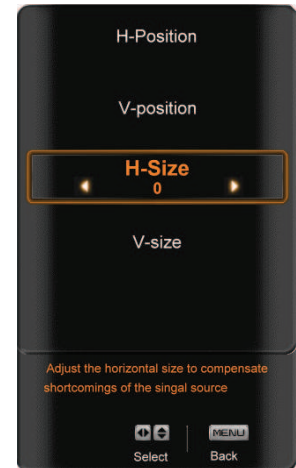 H-Position
V-position
H-Size
0
V-size
Adjust the horizontal size to compensate
shortcomings of the singal source
MENU
Select
Back